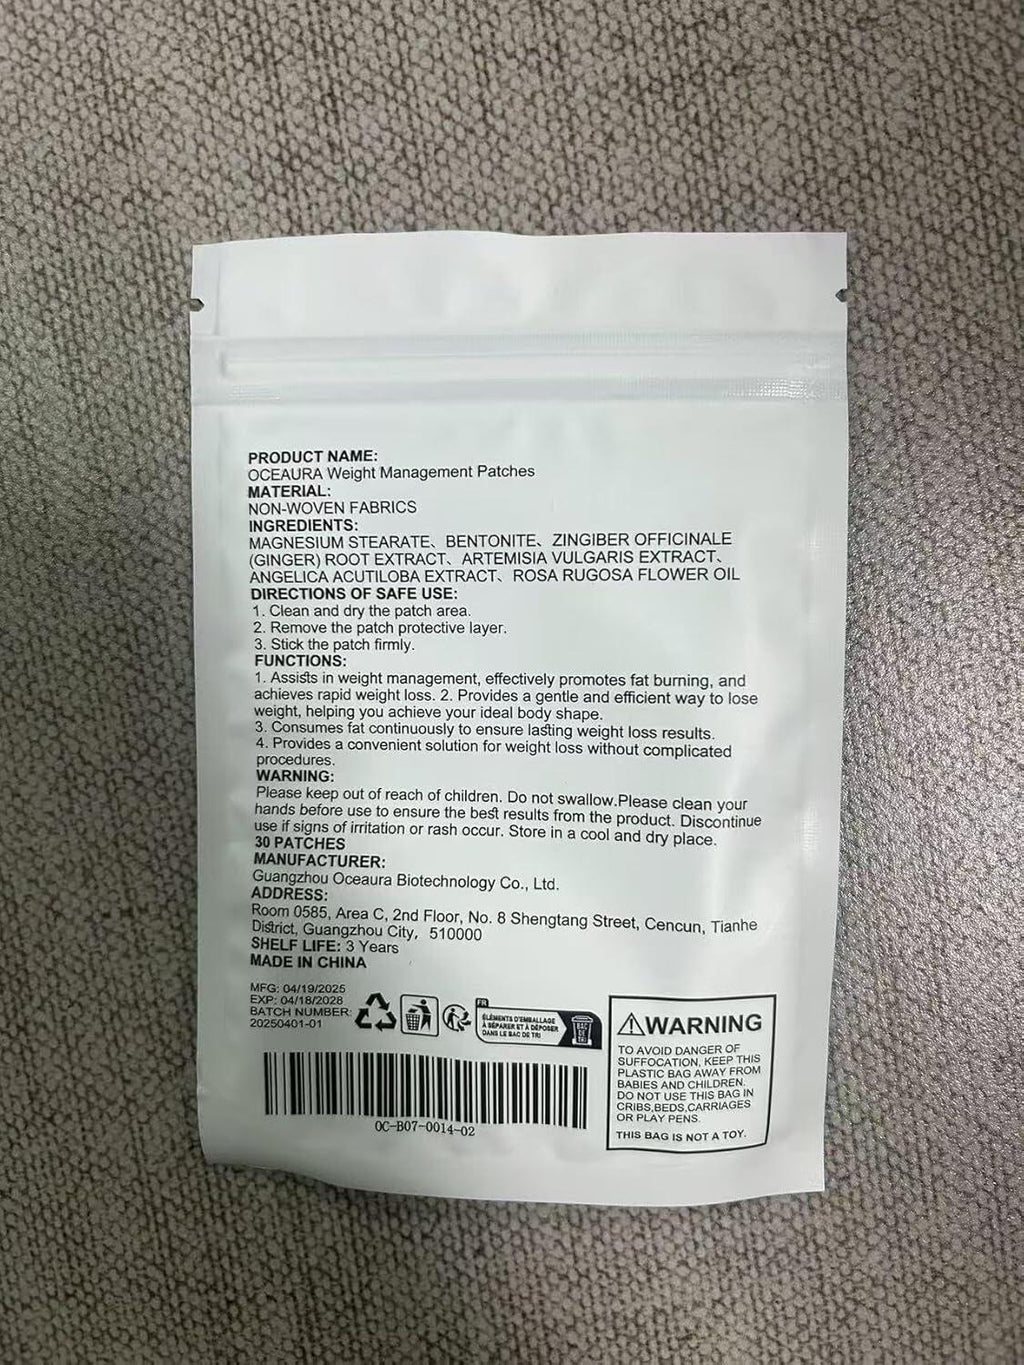 PRODUCT NAME:
OCEAURA Weight Management Patches
MATERIAL:
NON-WOVEN FABRICS
INGREDIENTS:
MAGNESIUM STEARATE、BENTONITE、ZINGIBER OFFICINALE
(GINGER) ROOT EXTRACT、ARTEMISIA VULGARIS EXTRACT、
ANGELICA ACUTILOBA EXTRACT、ROSA RUGOSA FLOWER OIL
DIRECTIONS OF SAFE USE:
1. Clean and dry the patch area.
2. Remove the patch protective layer.
3. Stick the patch firmly.
FUNCTIONS:
1. Assists in weight management, effectively promotes fat burning, and
achieves rapid weight loss. 2. Provides a gentle and efficient way to lose
weight, helping you achieve your ideal body shape.
3. Consumes fat continuously to ensure lasting weight loss results.
4. Provides a convenient solution for weight loss without complicated
procedures.
WARNING:
Please keep out of reach of children. Do not swallow.Please clean your
hands before use to ensure the best results from the product. Discontinue
use if signs of irritation or rash occur. Store in a cool and dry place.
30 PATCHES
MANUFACTURER:
Guangzhou Oceaura Biotechnology Co., Ltd.
ADDRESS:
Room 0585, Area C, 2nd Floor, No. 8 Shengtang Street, Cencun, Tianhe
District, Guangzhou City, 510000
SHELF LIFE: 3 Years
MADE IN CHINA
MFG: 04/19/2025
EXP: 04/18/2028
BATCH NUMBER:
20250401-01
FR
ÉLÉMENTS D'EMBALLAGE
À SÉPARER ET À DÉPOSER
DANS LE BAC DE TRI
BAC
DE
TRI
OC-B07-0014-02
WARNING
TO AVOID DANGER OF
SUFFOCATION, KEEP THIS
PLASTIC BAG AWAY FROM
BABIES AND CHILDREN.
DO NOT USE THIS BAG IN
CRIBS,BEDS,CARRIAGES
OR PLAY PENS.
THIS BAG IS NOT A TOY.